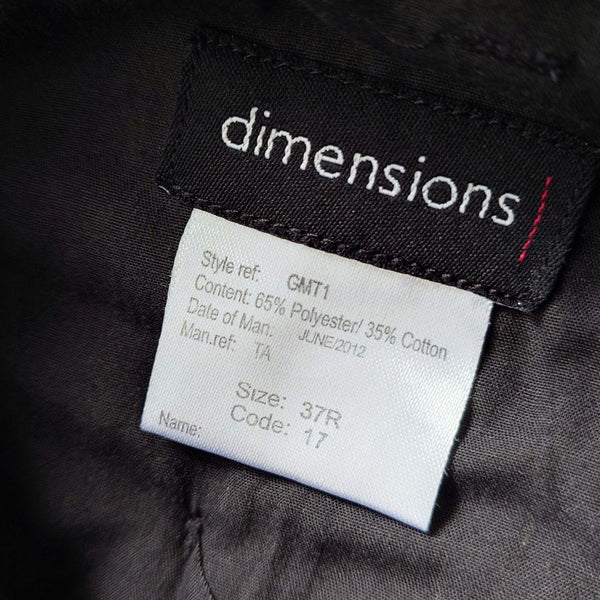 dimensions
Style ref: GMT1
Content: 65% Polyester/ 35% Cotton
Date of Man: JUNE/2012
Man.ref: TA
Size: 37R
Code: 17
Name: